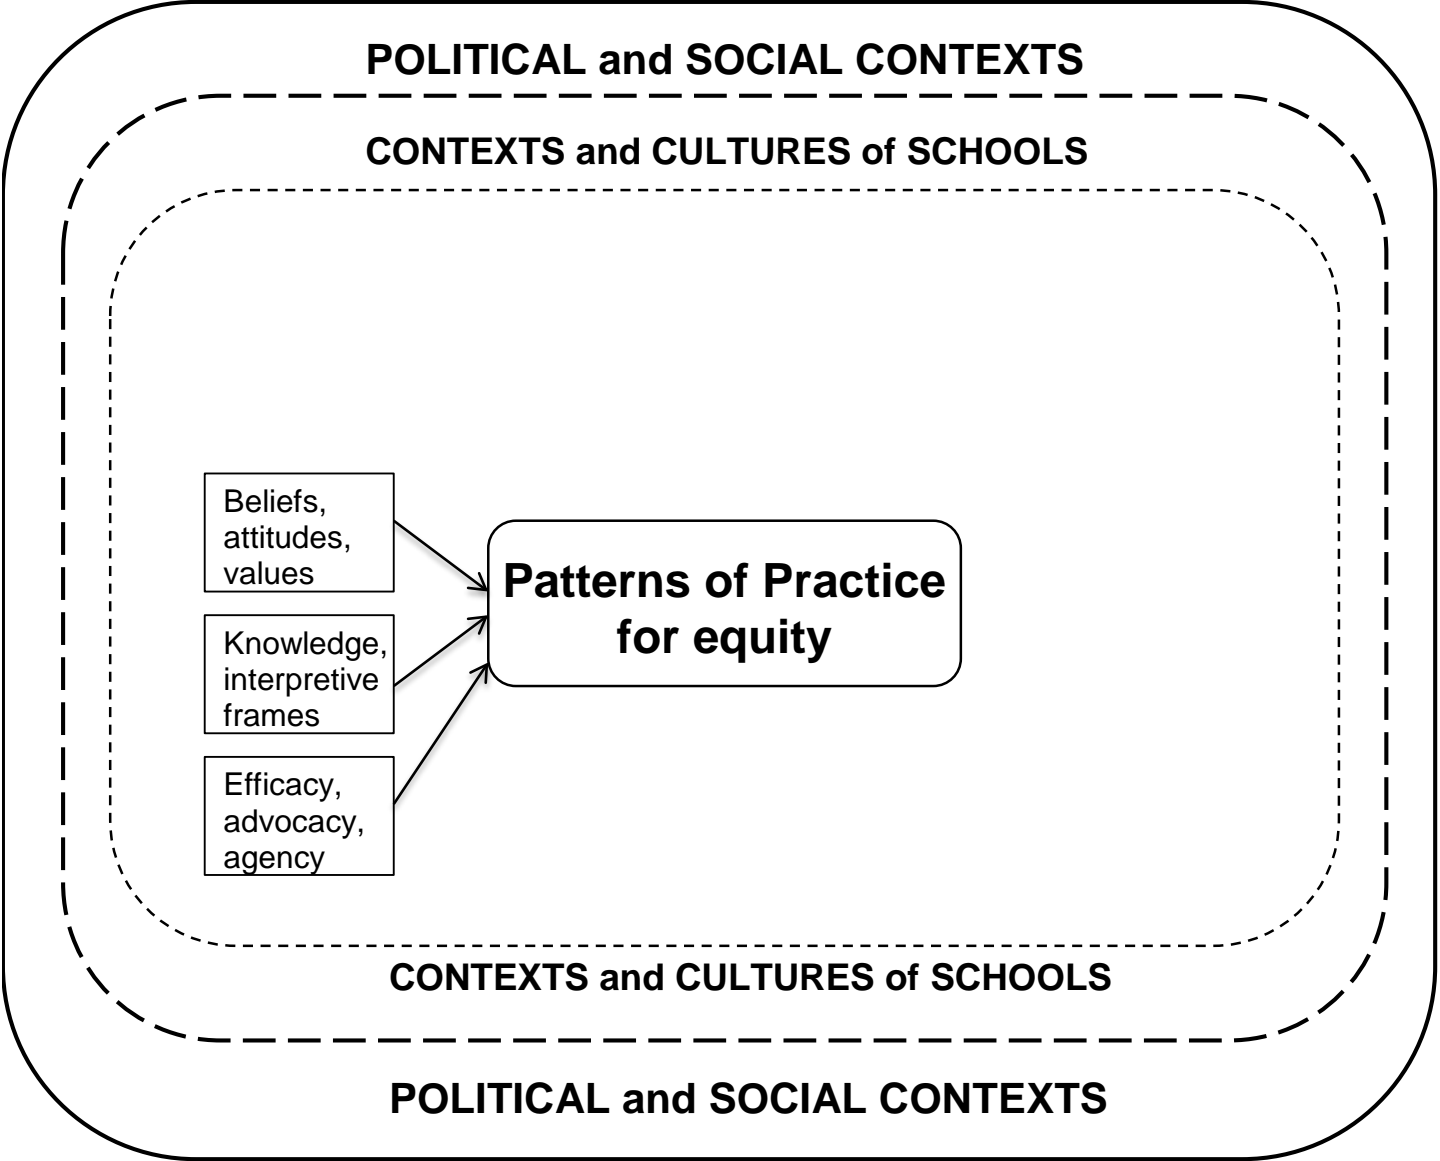 POLITICAL and SOCIAL CONTEXTS
CONTEXTS and CULTURES of SCHOOLS
Beliefs,
attitudes,
values
Knowledge,
interpretive
frames
Efficacy,
advocacy,
agency
Patterns of Practice
for equity
CONTEXTS and CULTURES of SCHOOLS
POLITICAL and SOCIAL CONTEXTS